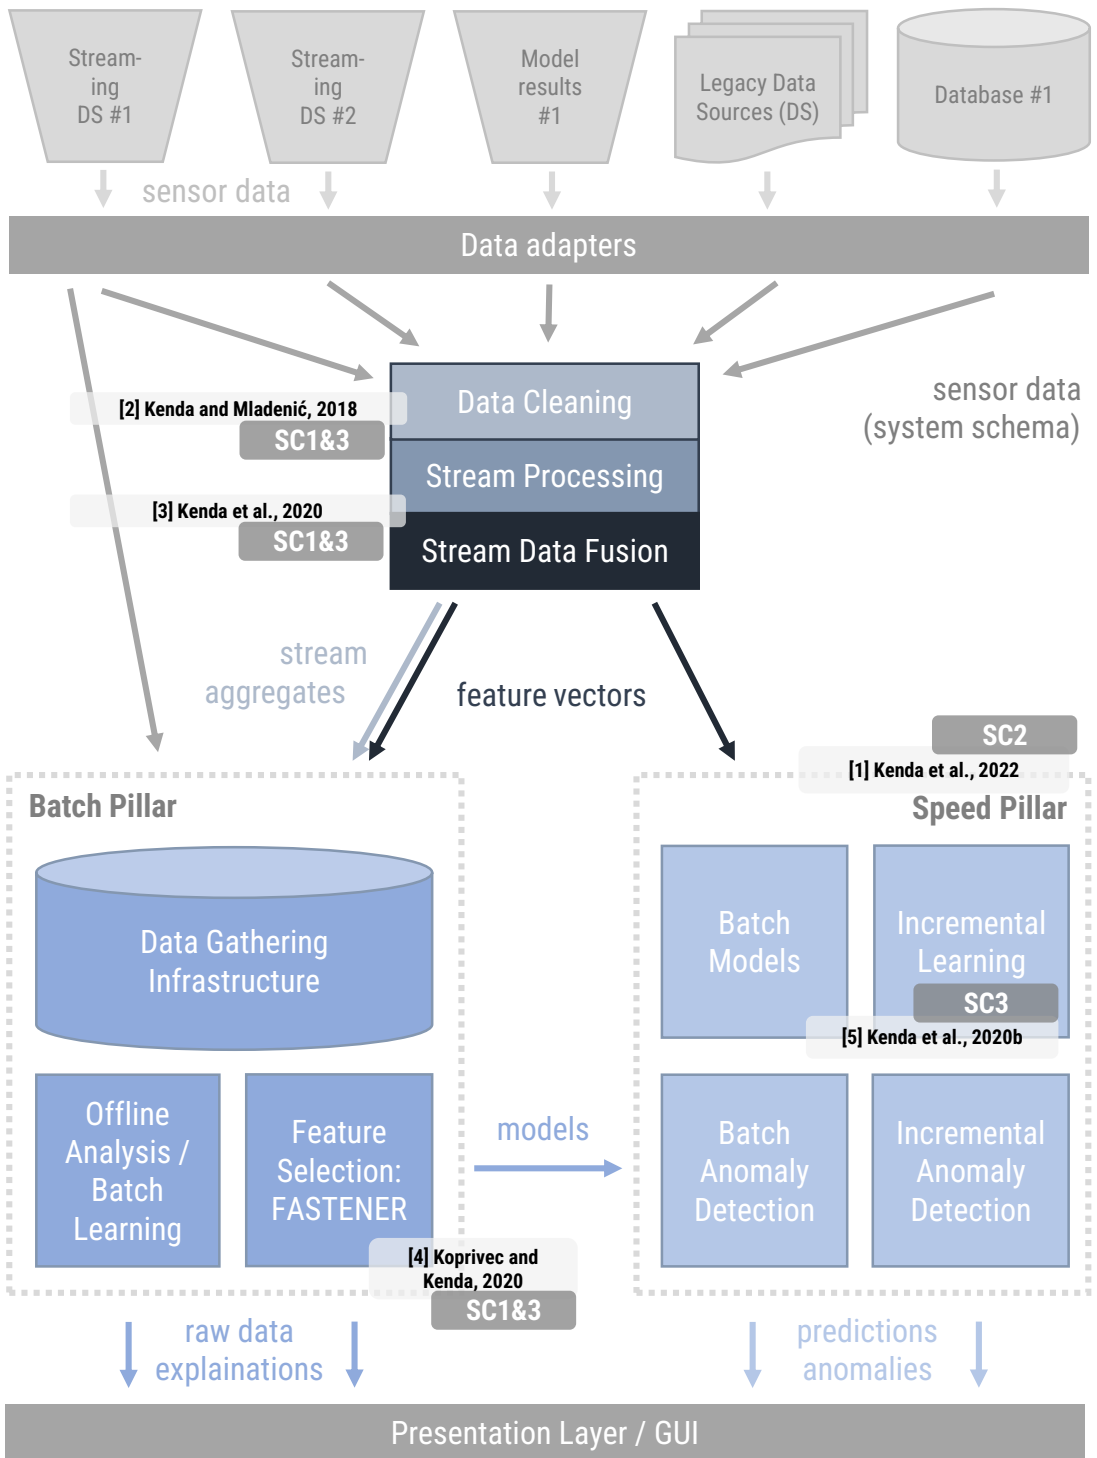 Stream-
ing
DS #1
Stream-
ing
DS #2
Model
results
#1
Legacy Data
Sources (DS)
Database #1
sensor data
Data adapters
sensor data
(system schema)
Data Cleaning
[2] Kenda and Mladenić, 2018
SC1&3
Stream Processing
[3] Kenda et al., 2020
SC1&3
Stream Data Fusion
stream
aggregates
feature vectors
SC2
[1] Kenda et al., 2022
Batch Pillar
Speed Pillar
Data Gathering
Infrastructure
Batch
Models
Incremental
Learning
SC3
[5] Kenda et al., 2020b
Offline
Analysis /
Batch
Learning
Feature
Selection:
FASTENER
[4] Koprivec and
Kenda, 2020
SC1&3
models
Batch
Anomaly
Detection
Incremental
Anomaly
Detection
raw data
explainations
predictions
anomalies
Presentation Layer / GUI